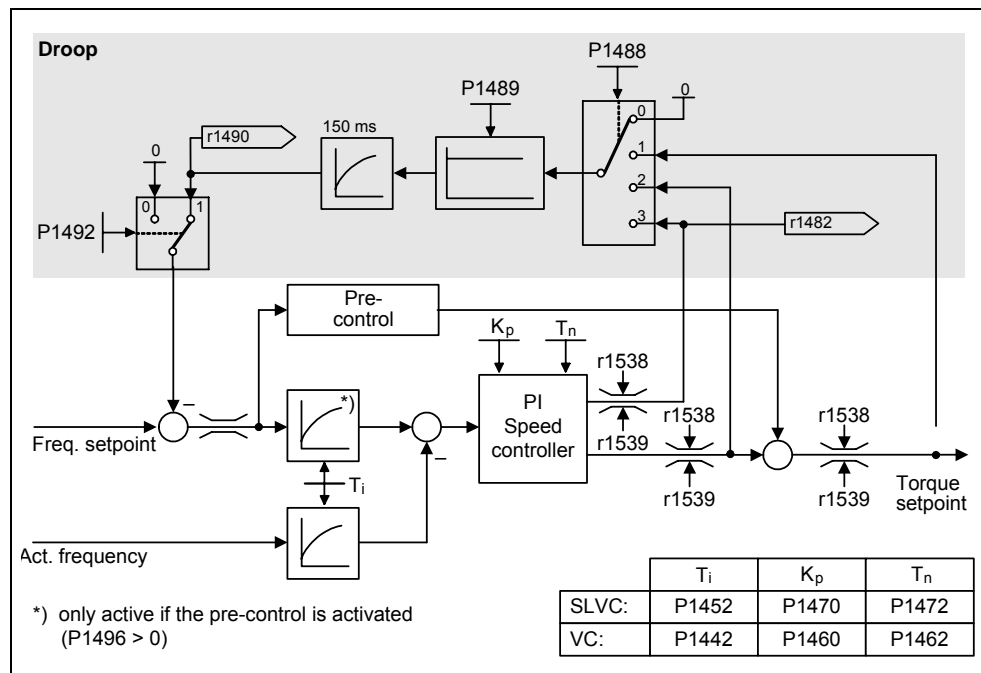 Droop
P1488
P1489
0
0
150 ms
r1490
1
0
2
0
1
P1492
3
r1482
Pre-
control
Kp
Tn
r1538
*)
PI
Speed
controller
r1538
r1538
–
Freq. setpoint
r1539
–
Ti
r1539
r1539
Torque
setpoint
Act. frequency
Ti Kp Tn
SLVC: P1452 P1470 P1472
VC: P1442 P1460 P1462
*) only active if the pre-control is activated
(P1496 > 0)